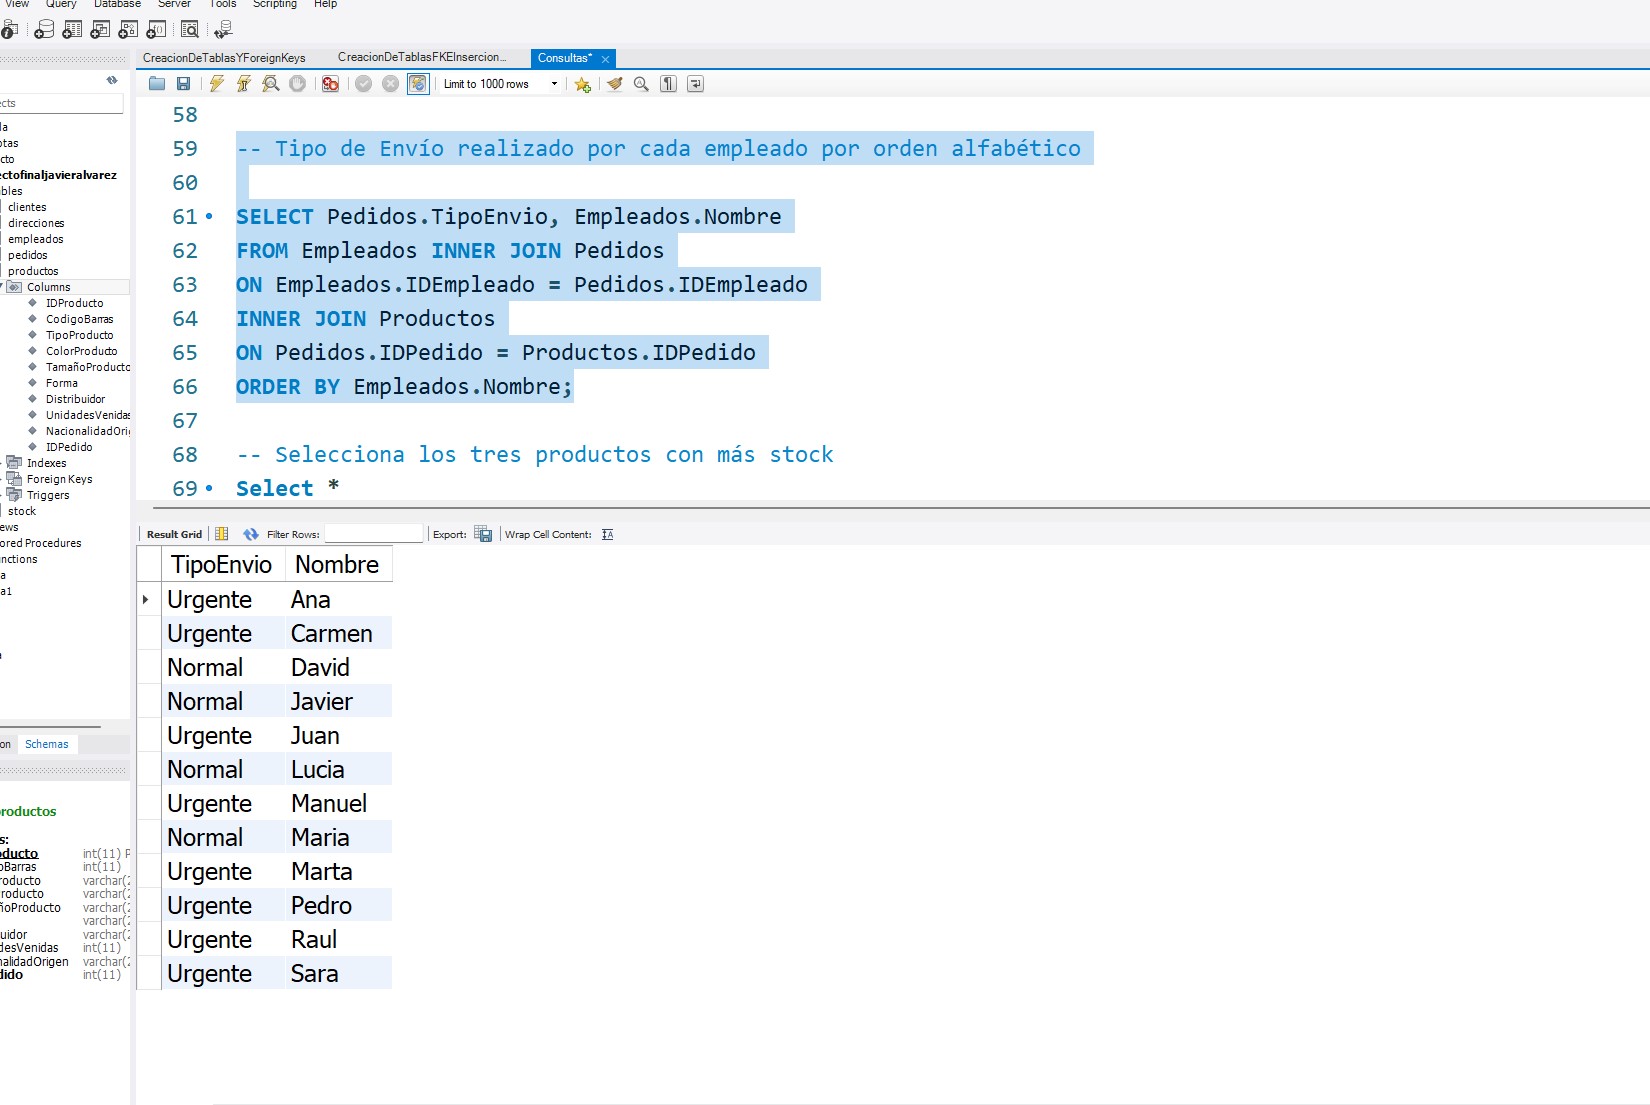 View Query Database Server Tools Scripting Help
CreacionDeTablasYForeignKeys CreacionDeTablasFKEInsercion... Consultas*
Limit to 1000 rows
58
59 -- Tipo de Envío realizado por cada empleado por orden alfabético
60
61 SELECT Pedidos.TipoEnvio, Empleados.Nombre
62 FROM Empleados INNER JOIN Pedidos
63 ON Empleados.IDEmpleado = Pedidos.IDEmpleado
64 INNER JOIN Productos
65 ON Pedidos.IDPedido = Productos.IDPedido
66 ORDER BY Empleados.Nombre;
67
68 -- Selecciona los tres productos con más stock
69 Select *
ects
la
otas
cto
ectofinaljavieralvarez
bles
clientes
direcciones
empleados
pedidos
productos
Columns
IDProducto
CodigoBarras
TipoProducto
ColorProducto
TamañoProducto
Forma
Distribuidor
UnidadesVenidas
NacionalidadOri
IDPedido
Indexes
Foreign Keys
Triggers
stock
ews
ored Procedures
nctions
a
a1
a
on Schemas
roductos
s:
oducto int(11) P
oBarras int(11)
roducto varchar(2
roducto varchar(2
ñoProducto varchar(2
varchar(2
uidor varchar(2
desVenidas int(11)
nalidadOrigen varchar(2
dido int(11)
Result Grid Filter Rows: Export: Wrap Cell Content:
TipoEnvio Nombre
Urgente Ana
Urgente Carmen
Normal David
Normal Javier
Urgente Juan
Normal Lucia
Urgente Manuel
Normal Maria
Urgente Marta
Urgente Pedro
Urgente Raul
Urgente Sara